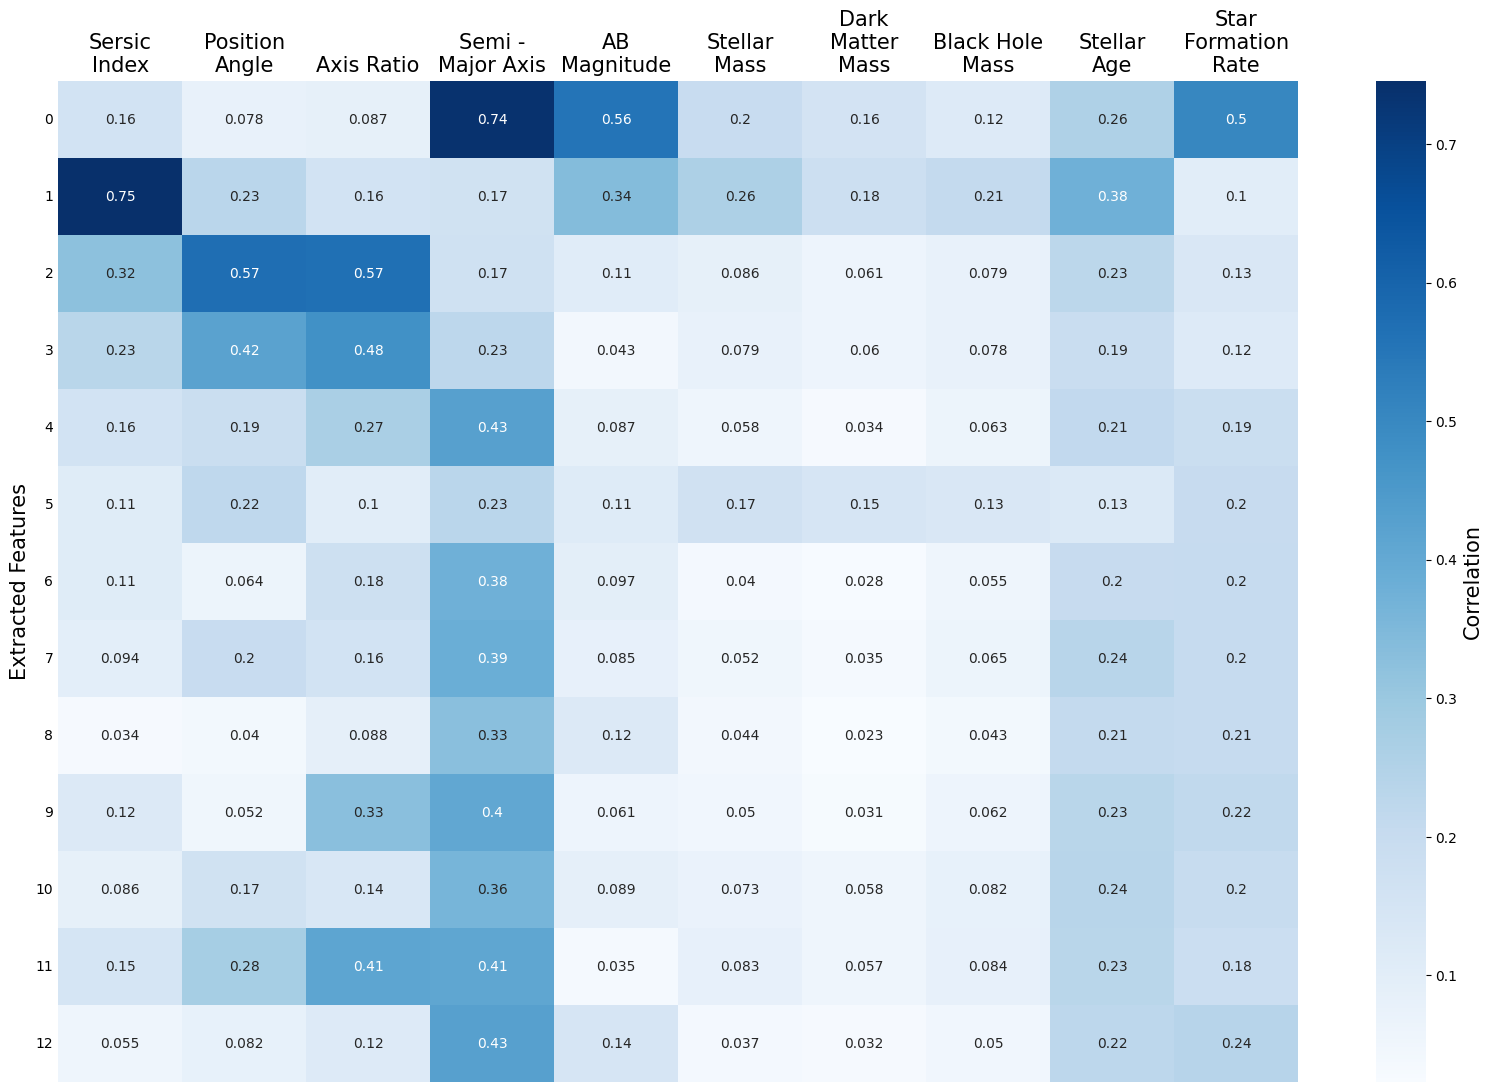 Dark
Star
Sersic
Position
Semi -
AB
Stellar
Matter
Black Hole
Stellar
Formation
Index
Angle
Axis Ratio
Major Axis
Magnitude
Mass
Mass
Mass
Age
Rate
0 0.16 0.078 0.087 0.74 0.56 0.2 0.16 0.12 0.26 0.5
1 0.75 0.23 0.16 0.17 0.34 0.26 0.18 0.21 0.38 0.1
2 0.32 0.57 0.57 0.17 0.11 0.086 0.061 0.079 0.23 0.13
3 0.23 0.42 0.48 0.23 0.043 0.079 0.06 0.078 0.19 0.12
4 0.16 0.19 0.27 0.43 0.087 0.058 0.034 0.063 0.21 0.19
5 0.11 0.22 0.1 0.23 0.11 0.17 0.15 0.13 0.13 0.2
6 0.11 0.064 0.18 0.38 0.097 0.04 0.028 0.055 0.2 0.2
7 0.094 0.2 0.16 0.39 0.085 0.052 0.035 0.065 0.24 0.2
8 0.034 0.04 0.088 0.33 0.12 0.044 0.023 0.043 0.21 0.21
9 0.12 0.052 0.33 0.4 0.061 0.05 0.031 0.062 0.23 0.22
10 0.086 0.17 0.14 0.36 0.089 0.073 0.058 0.082 0.24 0.2
11 0.15 0.28 0.41 0.41 0.035 0.083 0.057 0.084 0.23 0.18
12 0.055 0.082 0.12 0.43 0.14 0.037 0.032 0.05 0.22 0.24
Extracted Features
0.7
0.6
0.5
0.4
0.3
0.2
0.1
Correlation